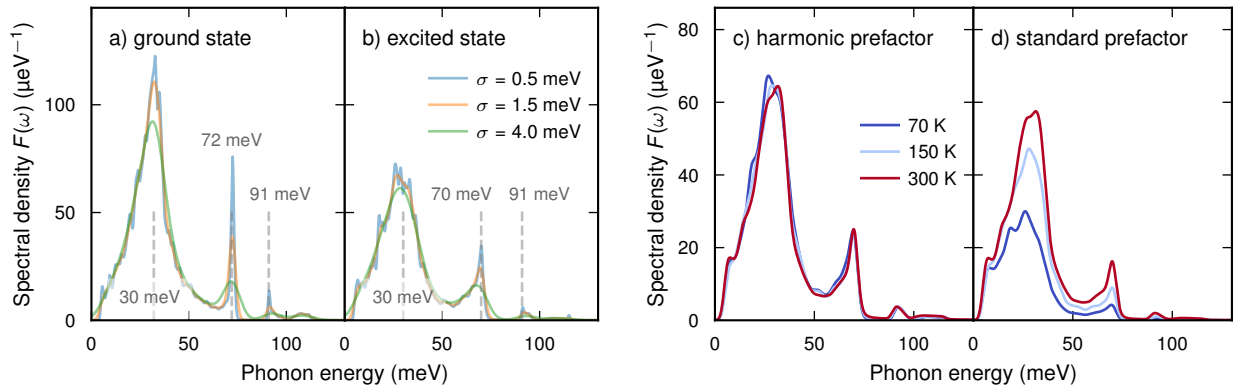 a) ground state
b) excited state
σ = 0.5 meV
σ = 1.5 meV
σ = 4.0 meV
72 meV
91 meV
30 meV
70 meV
91 meV
30 meV
Spectral density F(ω) (μeV⁻¹)
0
50
100
0
50
100
0
50
100
Phonon energy (meV)
c) harmonic prefactor
d) standard prefactor
70 K
150 K
300 K
Spectral density F(ω) (μeV⁻¹)
0
20
40
60
80
0
50
100
0
50
100
Phonon energy (meV)